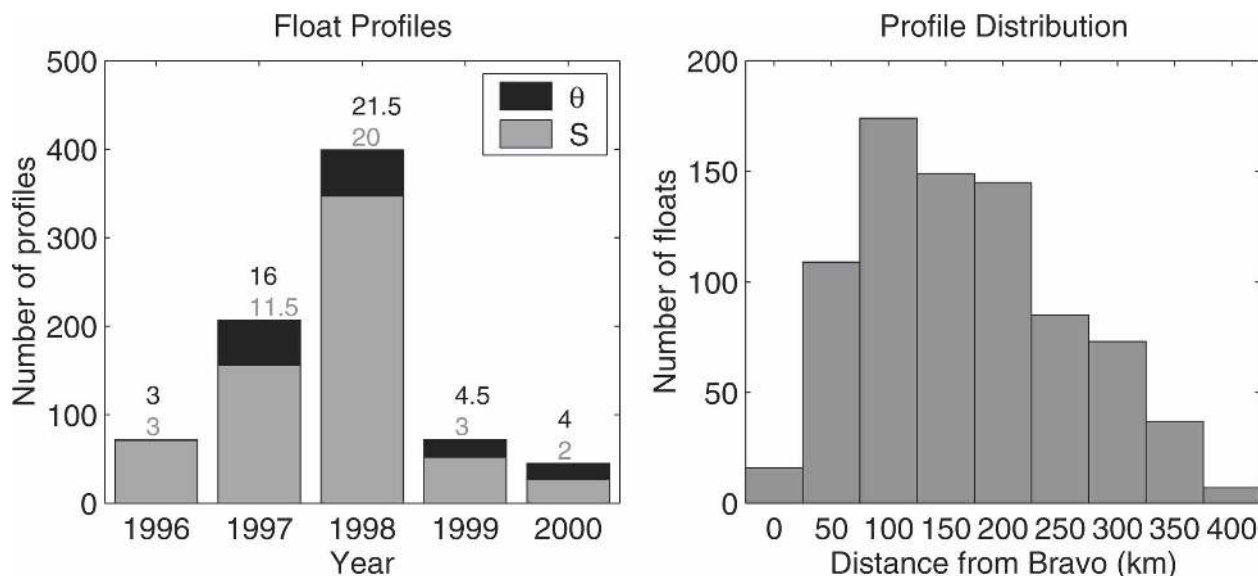 Float Profiles
500
400
300
200
100
0
Number of profiles
θ
S
3
3
16
11.5
21.5
20
4.5
3
4
2
1996 1997 1998 1999 2000
Year
Profile Distribution
200
150
100
50
0
Number of floats
0 50 100 150 200 250 300 350 400
Distance from Bravo (km)